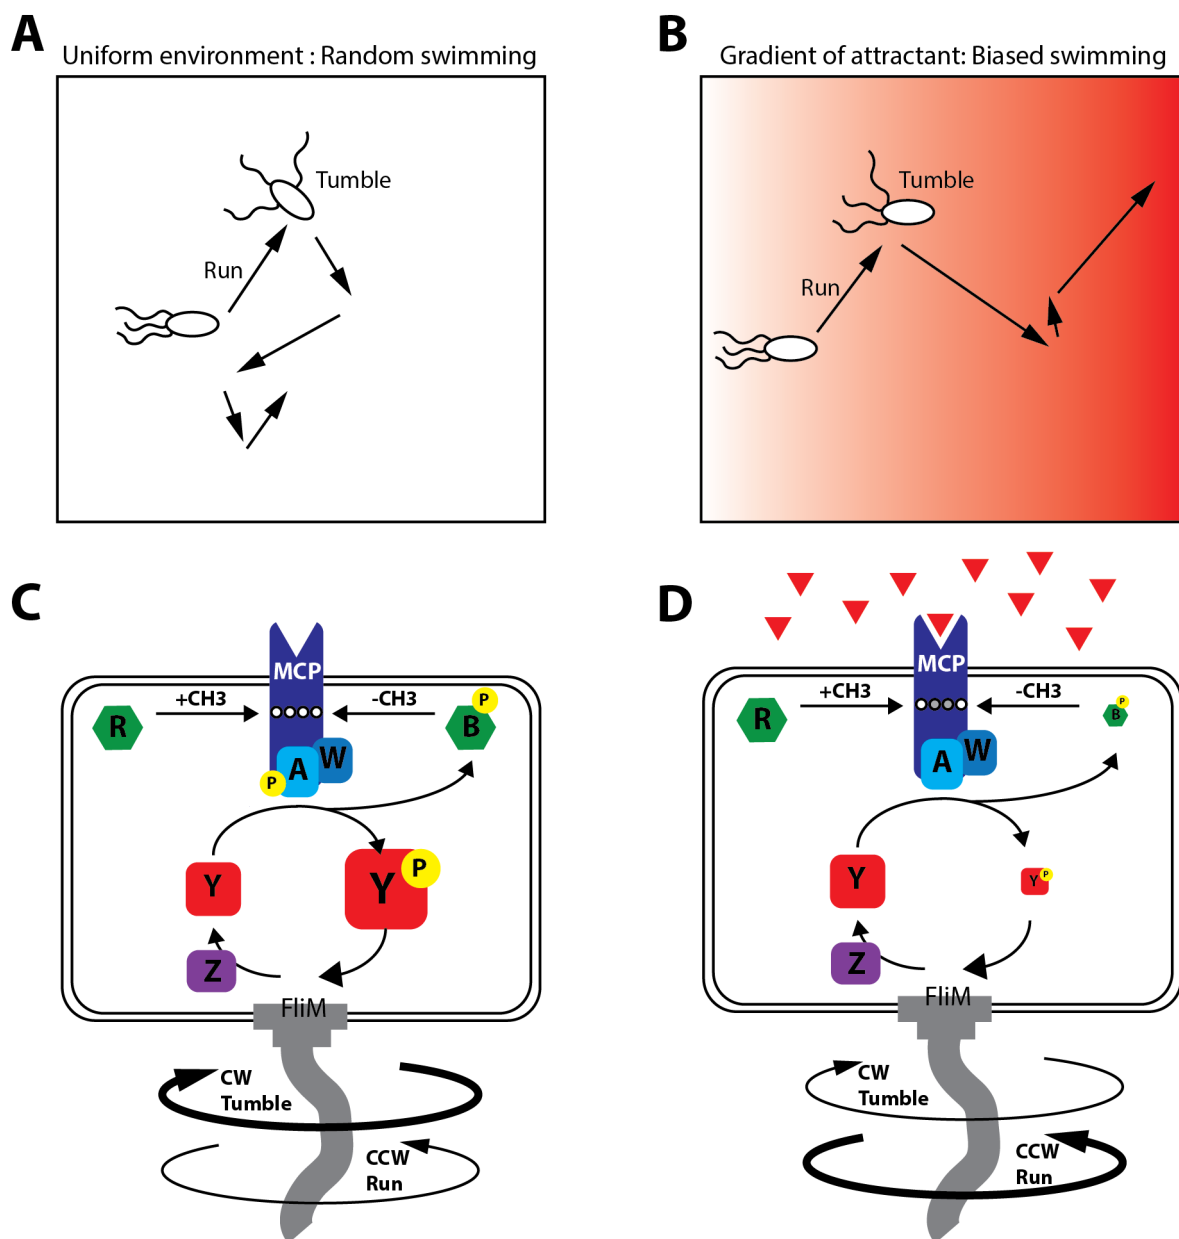 A
Uniform environment : Random swimming
Tumble
Run
B
Gradient of attractant: Biased swimming
Tumble
Run
C
MCP
+CH3
-CH3
R
P
B
W
A
P
P
Y
Y
Z
FliM
CW
Tumble
CCW
Run
D
MCP
+CH3
-CH3
R
P
B
W
A
Y
Y
P
Z
FliM
CW
Tumble
CCW
Run